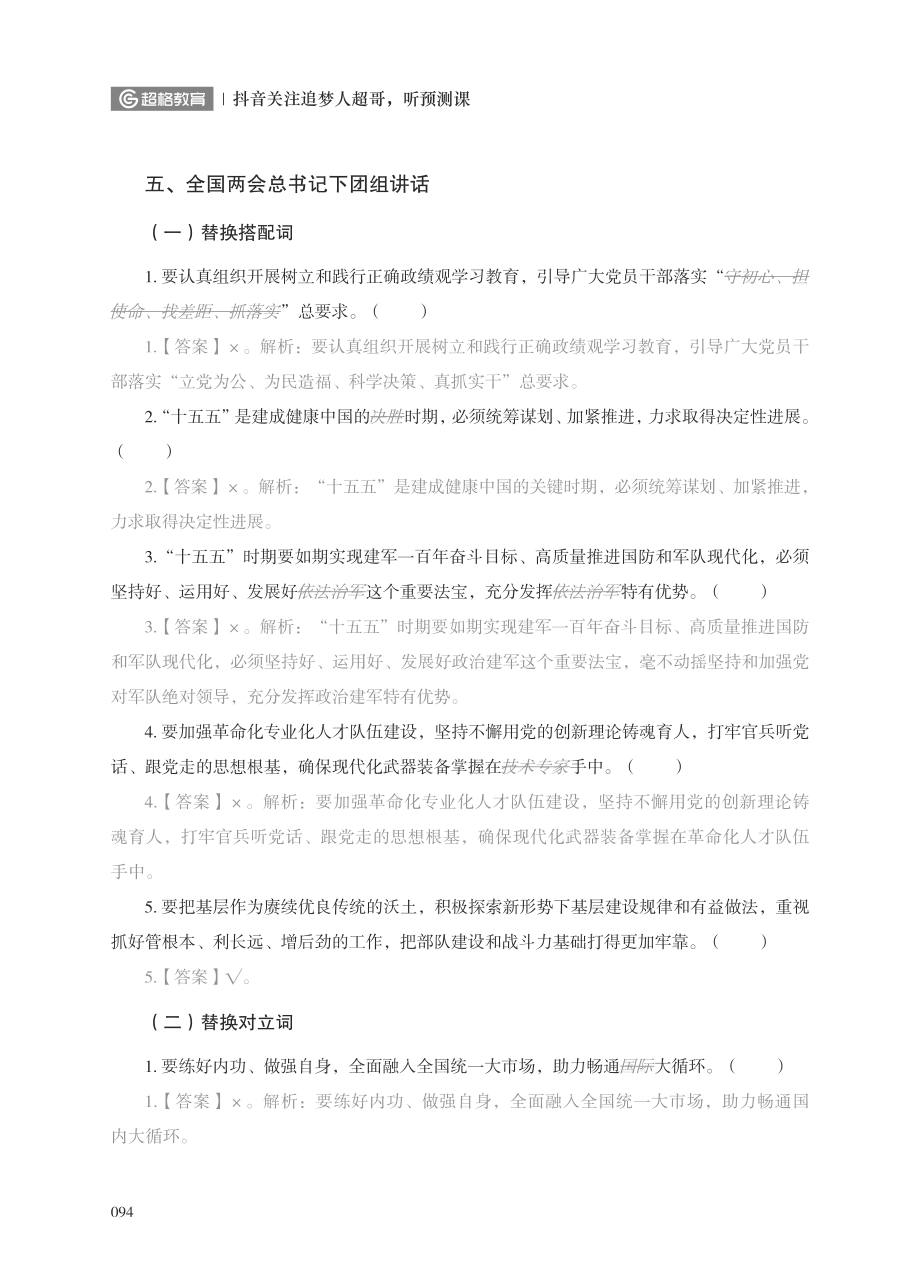 超格教育 | 抖音关注追梦人超哥，听预测课
五、全国两会总书记下团组讲话
（一）替换搭配词
1. 要认真组织开展树立和践行正确政绩观学习教育，引导广大党员干部落实“守初心、担
使命、找差距、抓落实”总要求。（　　）
1.【答案】×。解析：要认真组织开展树立和践行正确政绩观学习教育，引导广大党员干
部落实“立党为公、为民造福、科学决策、真抓实干”总要求。
2.“十五五”是建成健康中国的决胜时期，必须统筹谋划、加紧推进，力求取得决定性进展。
（　　）
2.【答案】×。解析：“十五五”是建成健康中国的关键时期，必须统筹谋划、加紧推进，
力求取得决定性进展。
3.“十五五”时期要如期实现建军一百年奋斗目标、高质量推进国防和军队现代化，必须
坚持好、运用好、发展好依法治军这个重要法宝，充分发挥依法治军特有优势。（　　）
3.【答案】×。解析：“十五五”时期要如期实现建军一百年奋斗目标、高质量推进国防
和军队现代化，必须坚持好、运用好、发展好政治建军这个重要法宝，毫不动摇坚持和加强党
对军队绝对领导，充分发挥政治建军特有优势。
4. 要加强革命化专业化人才队伍建设，坚持不懈用党的创新理论铸魂育人，打牢官兵听党
话、跟党走的思想根基，确保现代化武器装备掌握在技术专家手中。（　　）
4.【答案】×。解析：要加强革命化专业化人才队伍建设，坚持不懈用党的创新理论铸
魂育人，打牢官兵听党话、跟党走的思想根基，确保现代化武器装备掌握在革命化人才队伍
手中。
5. 要把基层作为赓续优良传统的沃土，积极探索新形势下基层建设规律和有益做法，重视
抓好管根本、利长远、增后劲的工作，把部队建设和战斗力基础打得更加牢靠。（　　）
5.【答案】√。
（二）替换对立词
1. 要练好内功、做强自身，全面融入全国统一大市场，助力畅通国际大循环。（　　）
1.【答案】×。解析：要练好内功、做强自身，全面融入全国统一大市场，助力畅通国
内大循环。
094